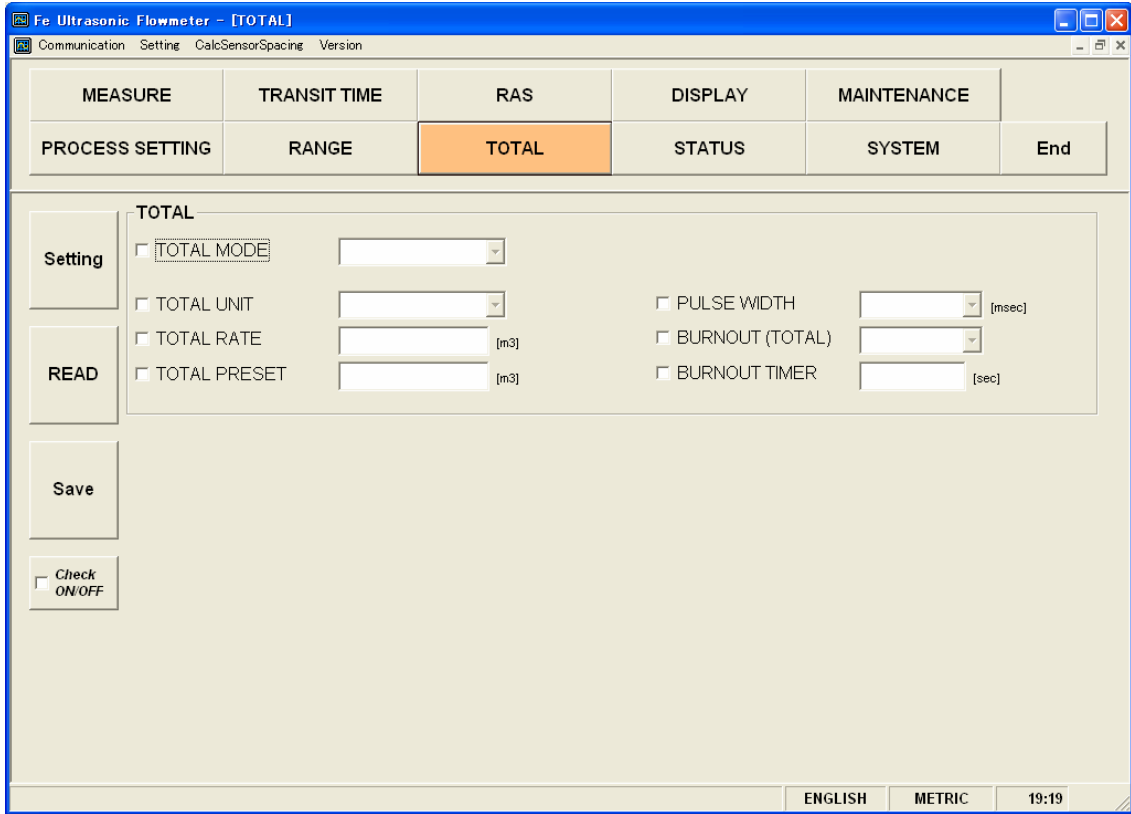 Fe Ultrasonic Flowmeter - [TOTAL]
Communication Setting CalcSensorSpacing Version
MEASURE TRANSIT TIME RAS DISPLAY MAINTENANCE
PROCESS SETTING RANGE TOTAL STATUS SYSTEM End
TOTAL
Setting
TOTAL MODE
TOTAL UNIT
PULSE WIDTH [msec]
TOTAL RATE [m3]
BURNOUT (TOTAL)
READ
TOTAL PRESET [m3]
BURNOUT TIMER [sec]
Save
Check
ON/OFF
ENGLISH METRIC 19:19